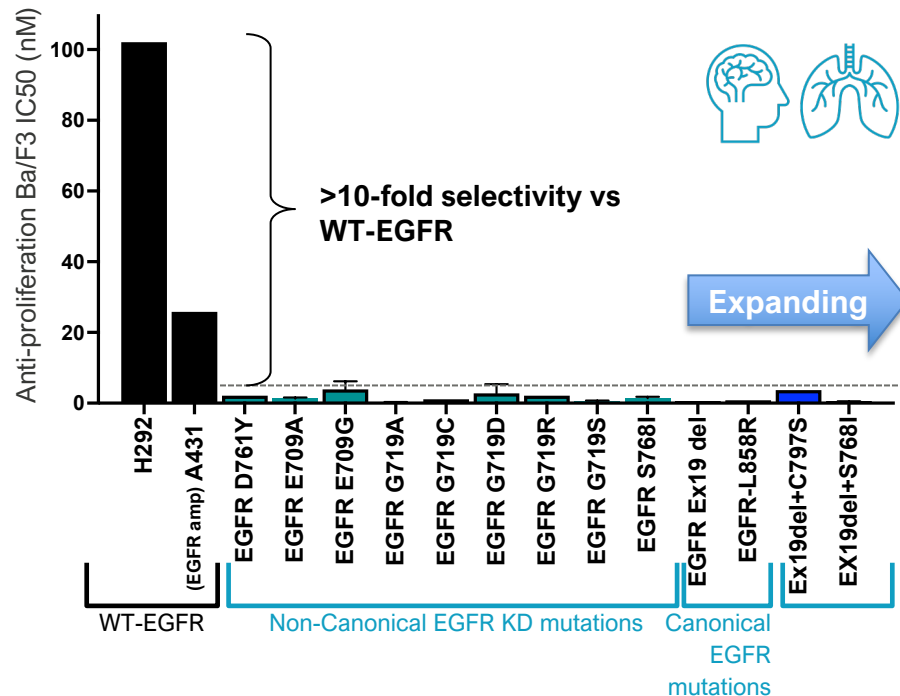 Anti-proliferation Ba/F3 IC50 (nM)
100
80
60
40
20
0
>10-fold selectivity vs
WT-EGFR
Expanding
H292
(EGFR amp) A431
EGFR D761Y
EGFR E709A
EGFR E709G
EGFR G719A
EGFR G719C
EGFR G719D
EGFR G719R
EGFR G719S
EGFR S768I
EGFR Ex19 del
EGFR-L858R
Ex19del+C797S
EX19del+S768I
WT-EGFR
Non-Canonical EGFR KD mutations
Canonical
EGFR
mutations